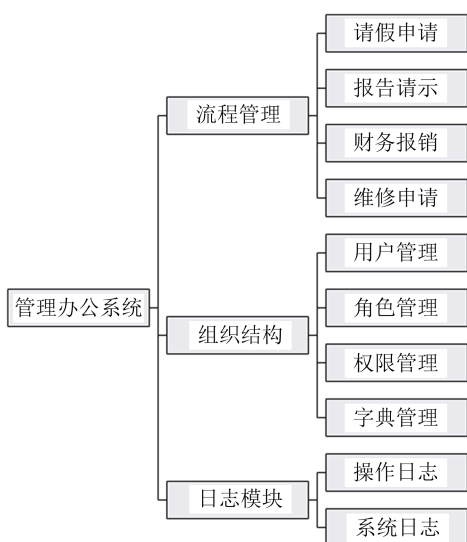 管理办公系统
流程管理
请假申请
报告请示
财务报销
维修申请
组织结构
用户管理
角色管理
权限管理
字典管理
日志模块
操作日志
系统日志